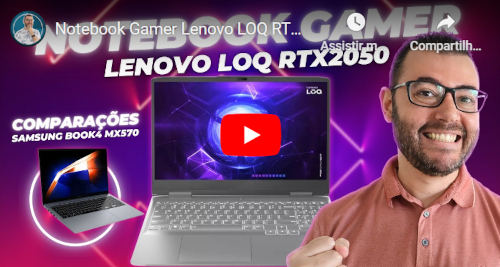 Notebook Gamer Lenovo LOQ RT...
NOTEBOOK GAMER
LENOVO LOQ RTX2050
Assistir m...
Compartilh...
LOQ
COMPARAÇÕES
SAMSUNG BOOK4 MX570